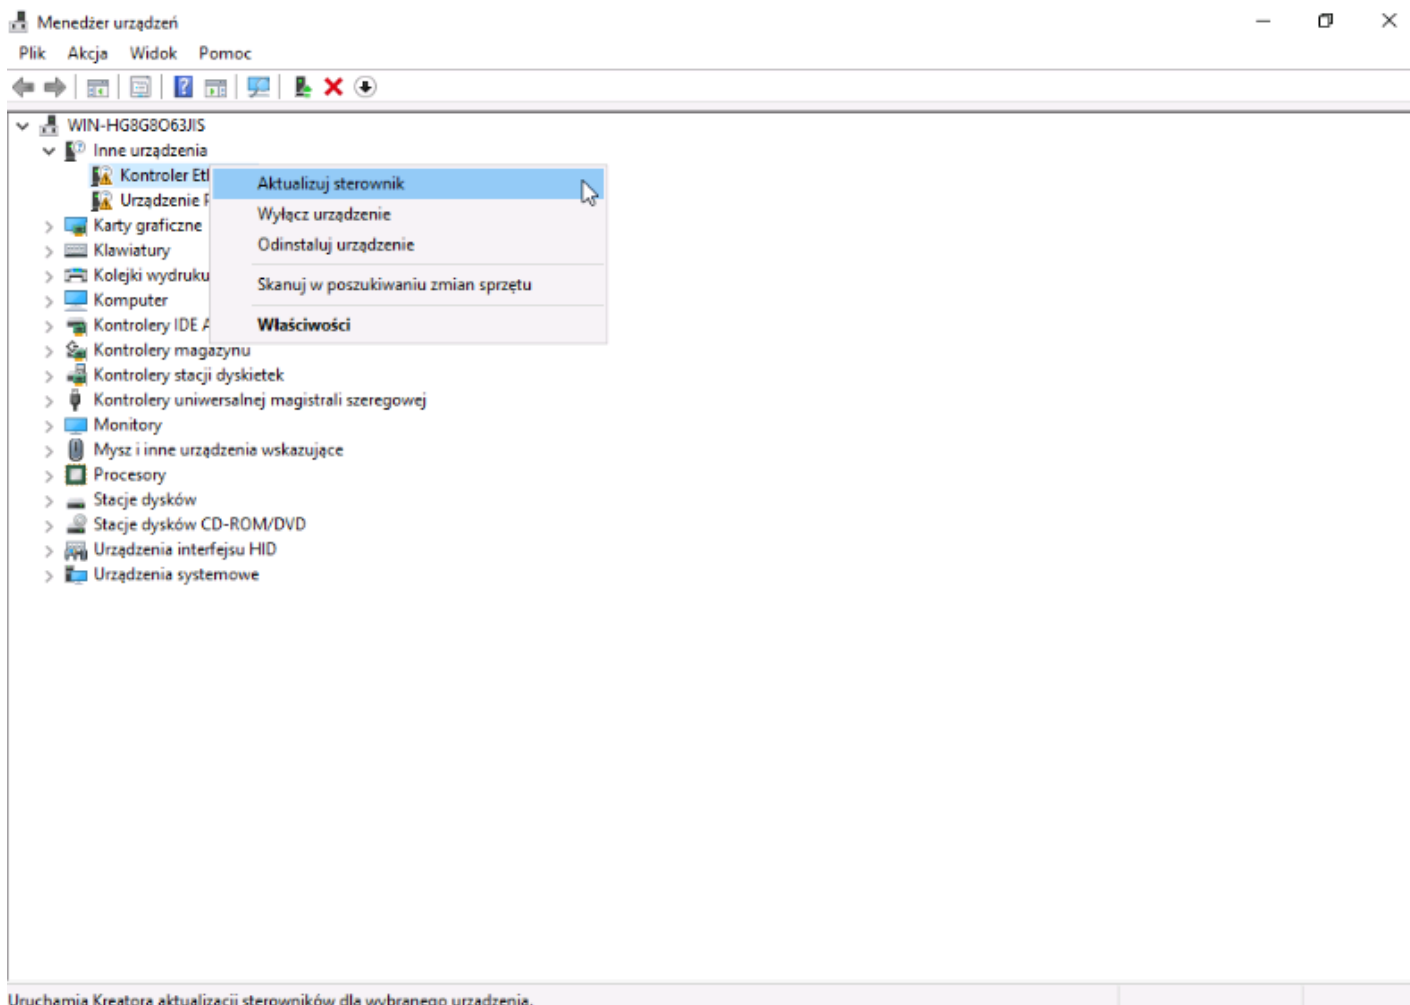 Menedżer urządzeń
Plik Akcja Widok Pomoc
WIN-HG8G8O63JIS
Inne urządzenia
Kontroler Etl
Aktualizuj sterownik
Urządzenie P
Wyłącz urządzenie
Karty graficzne
Klawiatury
Odinstaluj urządzenie
Kolejki wydruku
Skanuj w poszukiwaniu zmian sprzętu
Komputer
Kontrolery IDE A
Właściwości
Kontrolery magazynu
Kontrolery stacji dyskietek
Kontrolery uniwersalnej magistrali szeregowej
Monitory
Mysz i inne urządzenia wskazujące
Procesory
Stacje dysków
Stacje dysków CD-ROM/DVD
Urządzenia interfejsu HID
Urządzenia systemowe
Uruchamia Kreatora aktualizacji sterowników dla wybranego urządzenia.